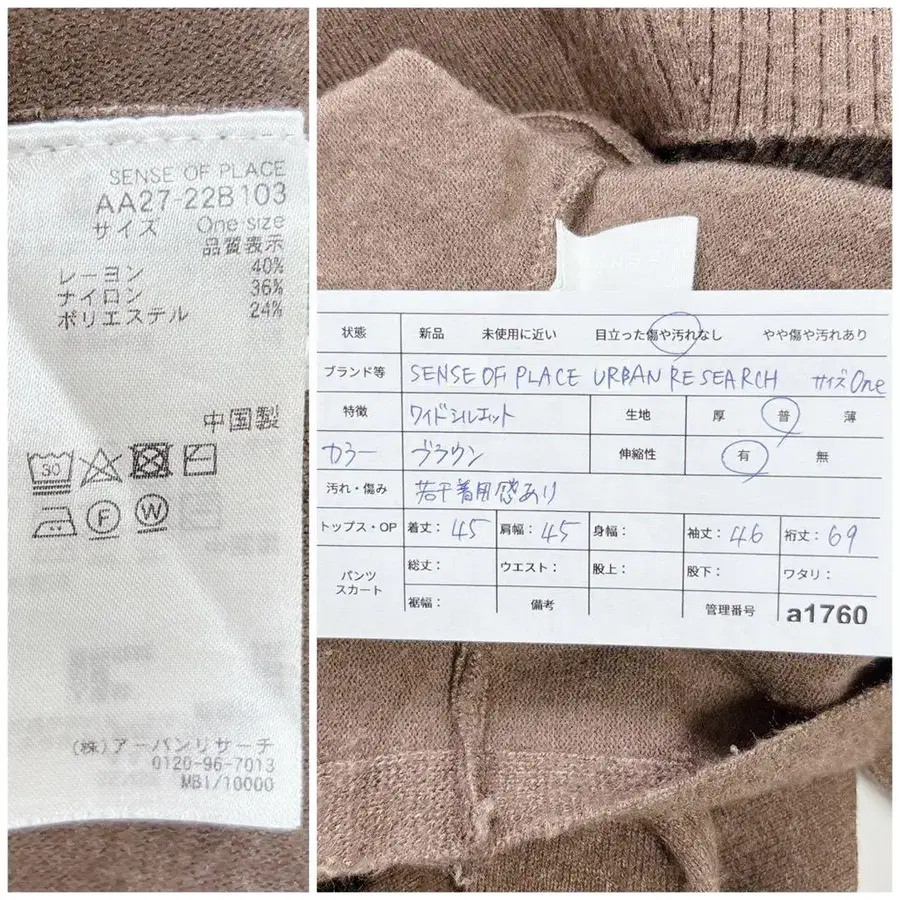 SENSE OF PLACE
AA27-22B103
サイズ One size
品質表示
レーヨン 40%
ナイロン 36%
ポリエステル 24%
中国製
30
F W
(株)アーバンリサーチ
0120-96-7013
MB1/10000
状態 新品 未使用に近い 目立った傷や汚れなし やや傷や汚れあり
ブランド等 SENSE OF PLACE URBAN RESEARCH サイズOne
特徴 ワイドシルエット 生地 厚 普 薄
カラー ブラウン 伸縮性 有 無
汚れ・傷み 若干着用感あり
トップス・OP 着丈：45 肩幅：45 身幅： 袖丈：46 裄丈：69
パンツ スカート 総丈： ウエスト： 股上： 股下： ワタリ：
裾幅： 備考 管理番号 a1760